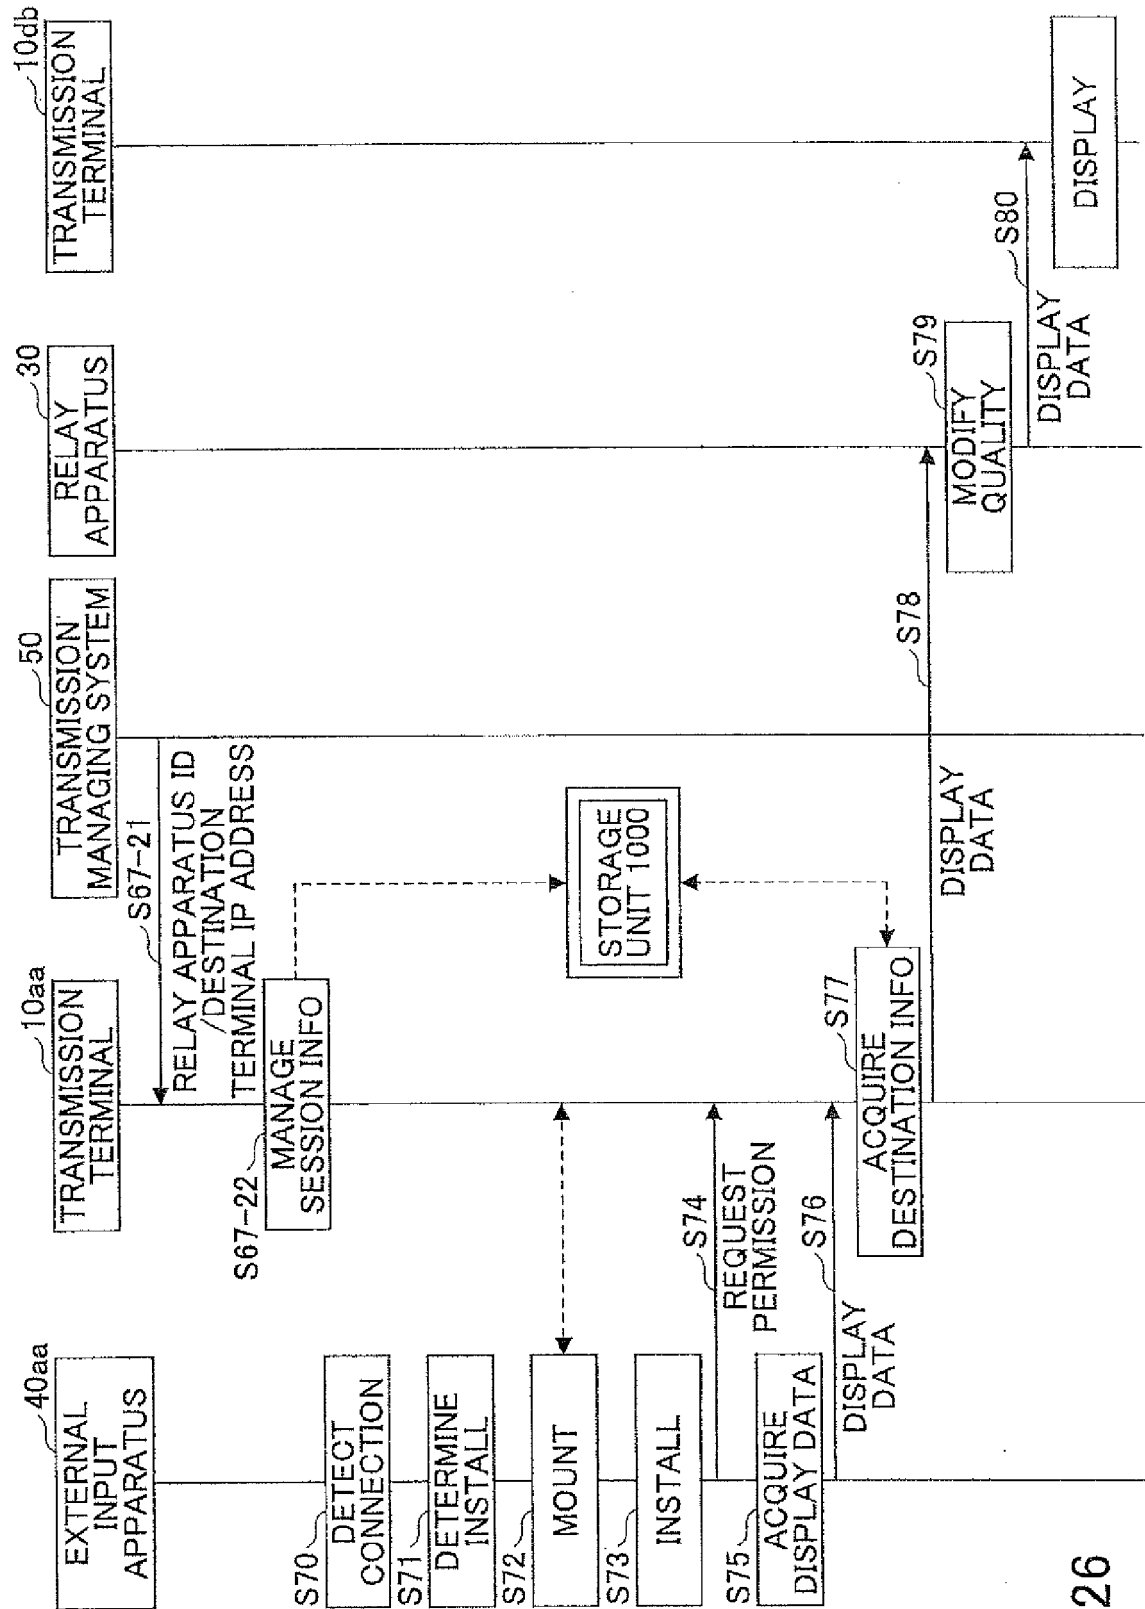 40aa
EXTERNAL
INPUT
APPARATUS
10aa
TRANSMISSION
TERMINAL
50
TRANSMISSION
MANAGING SYSTEM
30
RELAY
APPARATUS
10db
TRANSMISSION
TERMINAL
S67-21
RELAY APPARATUS ID
/DESTINATION
TERMINAL IP ADDRESS
S67-22
MANAGE
SESSION INFO
S70
DETECT
CONNECTION
S71
DETERMINE
INSTALL
S72
MOUNT
STORAGE
UNIT 1000
S73
INSTALL
S74
REQUEST
PERMISSION
S75
ACQUIRE
DISPLAY DATA
S76
DISPLAY
DATA
S77
ACQUIRE
DESTINATION INFO
S78
DISPLAY
DATA
S79
MODIFY
QUALITY
S80
DISPLAY
DATA
DISPLAY
26